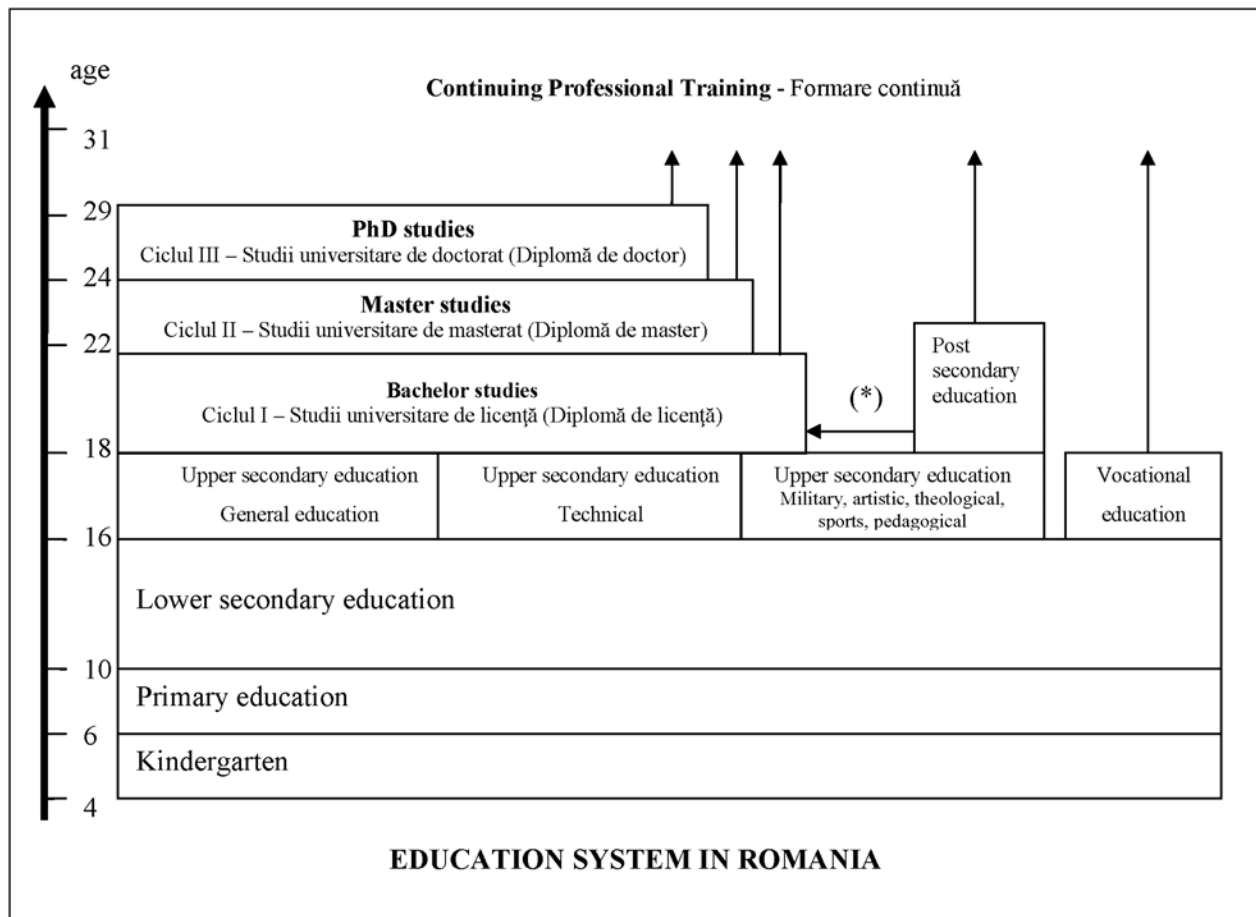 age
Continuing Professional Training - Formare continuă
31
29
PhD studies
Ciclul III – Studii universitare de doctorat (Diplomă de doctor)
24
Master studies
Ciclul II – Studii universitare de masterat (Diplomă de master)
22
Post
secondary
education
Bachelor studies
Ciclul I – Studii universitare de licenţă (Diplomă de licenţă)
(*)
18
Upper secondary education
General education
Upper secondary education
Technical
Upper secondary education
Military, artistic, theological,
sports, pedagogical
Vocational
education
16
Lower secondary education
10
Primary education
6
Kindergarten
4
EDUCATION SYSTEM IN ROMANIA